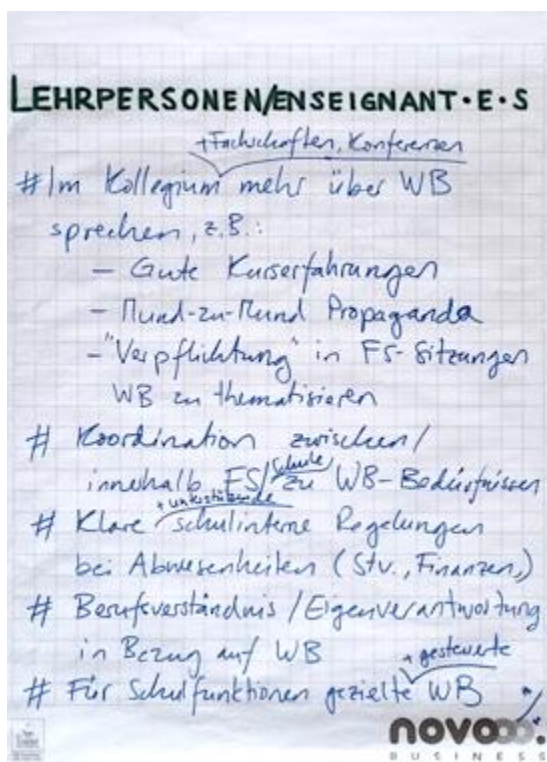 LEHRPERSONEN/ENSEIGNANT·E·S
+Fachschaften, Konferenzen
# Im Kollegium mehr über WB
sprechen, z.B.:
– Gute Kurserfahrungen
– Mund-zu-Mund Propaganda
– "Verpflichtung" in FS-Sitzungen
WB zu thematisieren
# Koordination zwischen/
innerhalb FS/Schule/zu WB-Bedürfnissen
+ unterstützende
# Klare schulinterne Regelungen
bei Abwesenheiten (Stv., Finanzen,)
# Berufsverständnis / Eigenverantwortung
in Bezug auf WB
+ gesteuerte
# Für Schulfunktionen gezielte WB
novo
BUSINESS